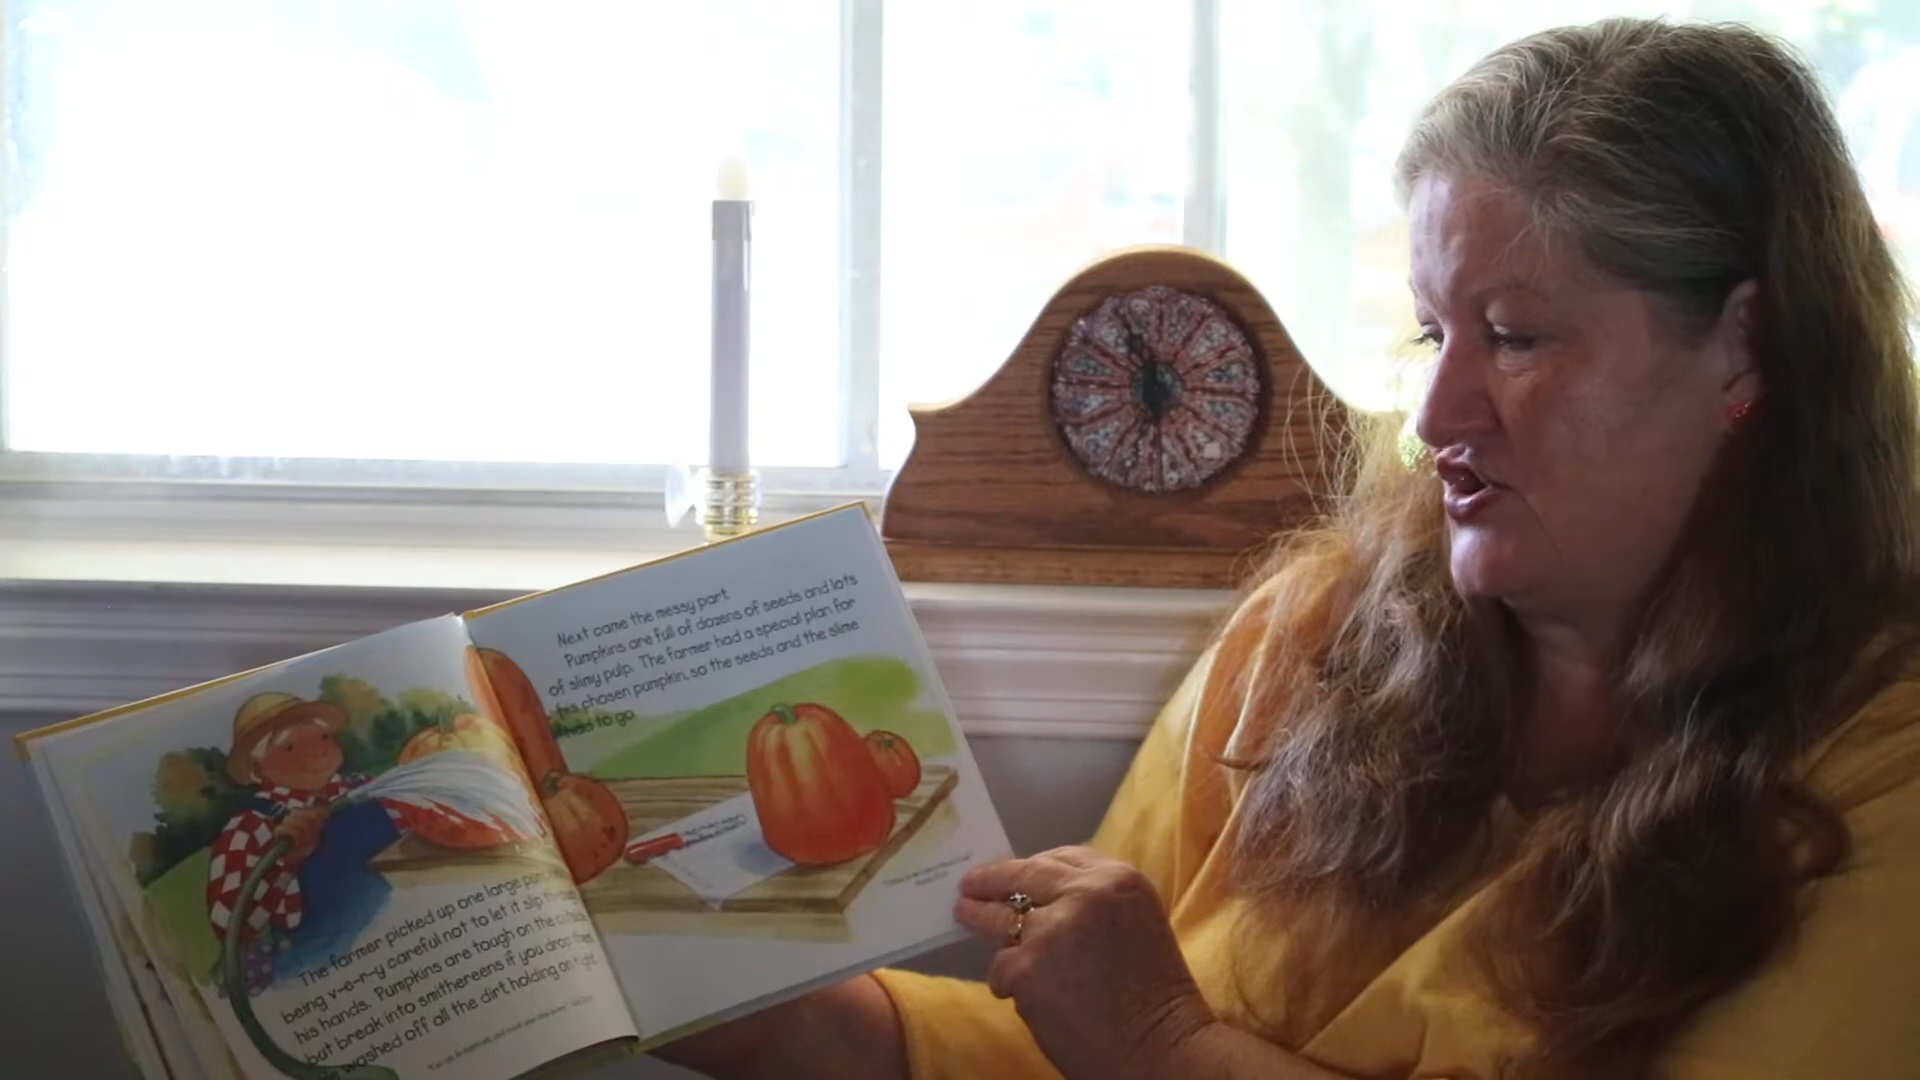 The farmer picked up one large
being v-e-r-y careful not to let it slip
his hands. Pumpkins are tough on the
but break into smithereens if you drop
washed off all the dirt, holding on
Next came the messy part.
Pumpkins are full of dozens of seeds and lots
of slimy pulp. The farmer had a special plan for
his chosen pumpkin, so the seeds and the slime
had to go.